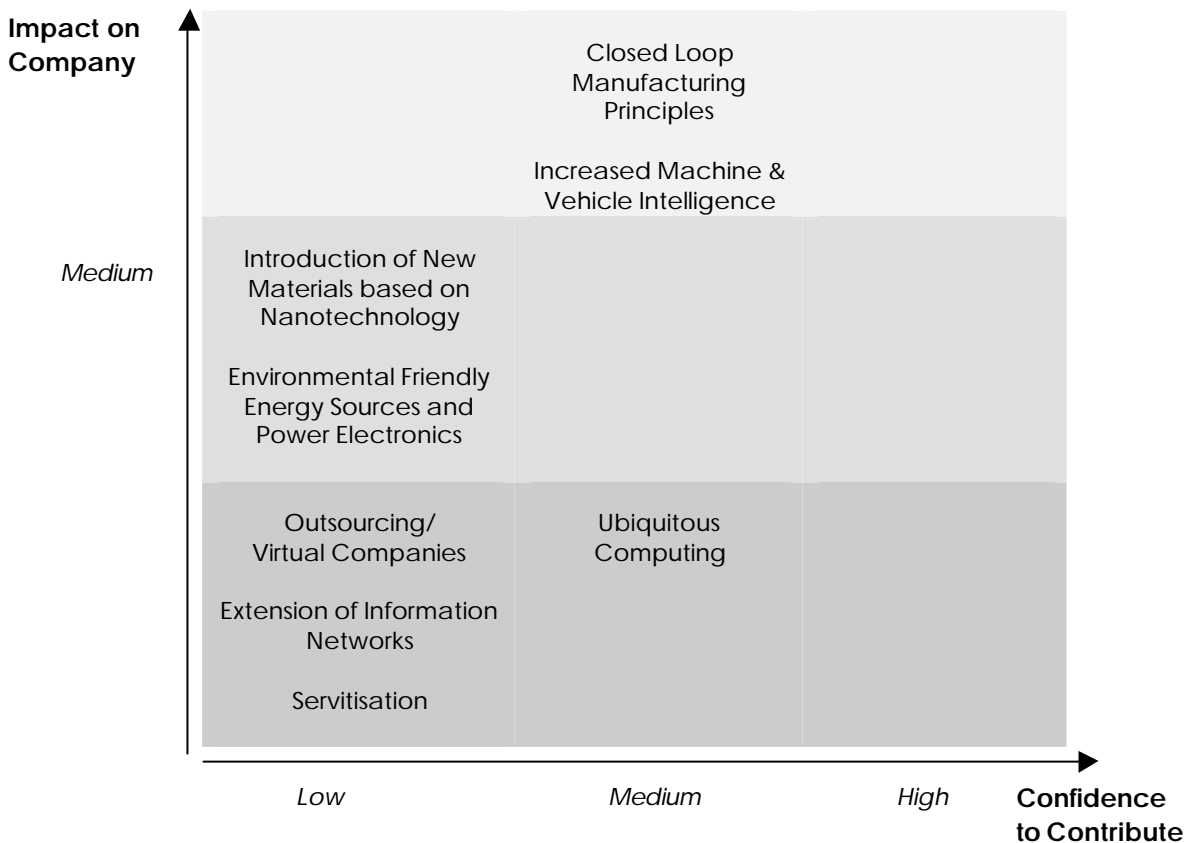 Impact on
Company
Closed Loop
Manufacturing
Principles
Increased Machine &
Vehicle Intelligence
Medium
Introduction of New
Materials based on
Nanotechnology
Environmental Friendly
Energy Sources and
Power Electronics
Outsourcing/
Virtual Companies
Ubiquitous
Computing
Extension of Information
Networks
Servitisation
Low
Medium
High
Confidence
to Contribute